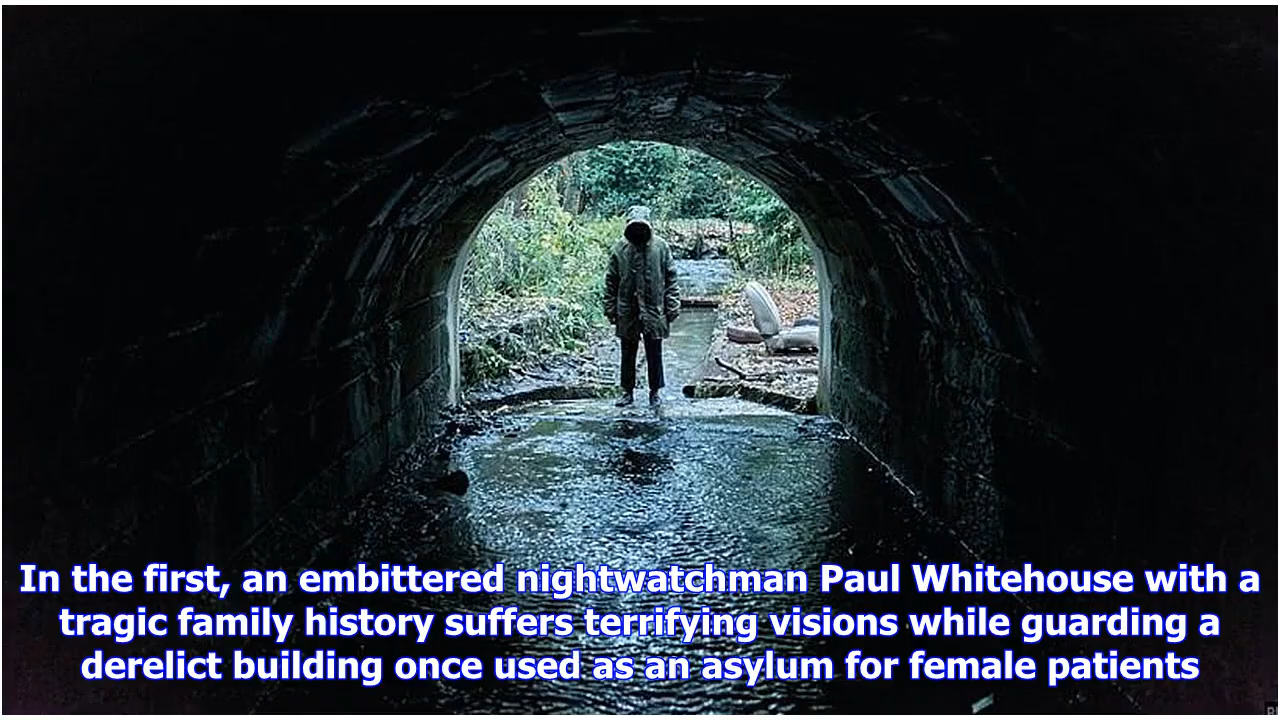 In the first, an embittered nightwatchman Paul Whitehouse with a
tragic family history suffers terrifying visions while guarding a
derelict building once used as an asylum for female patients